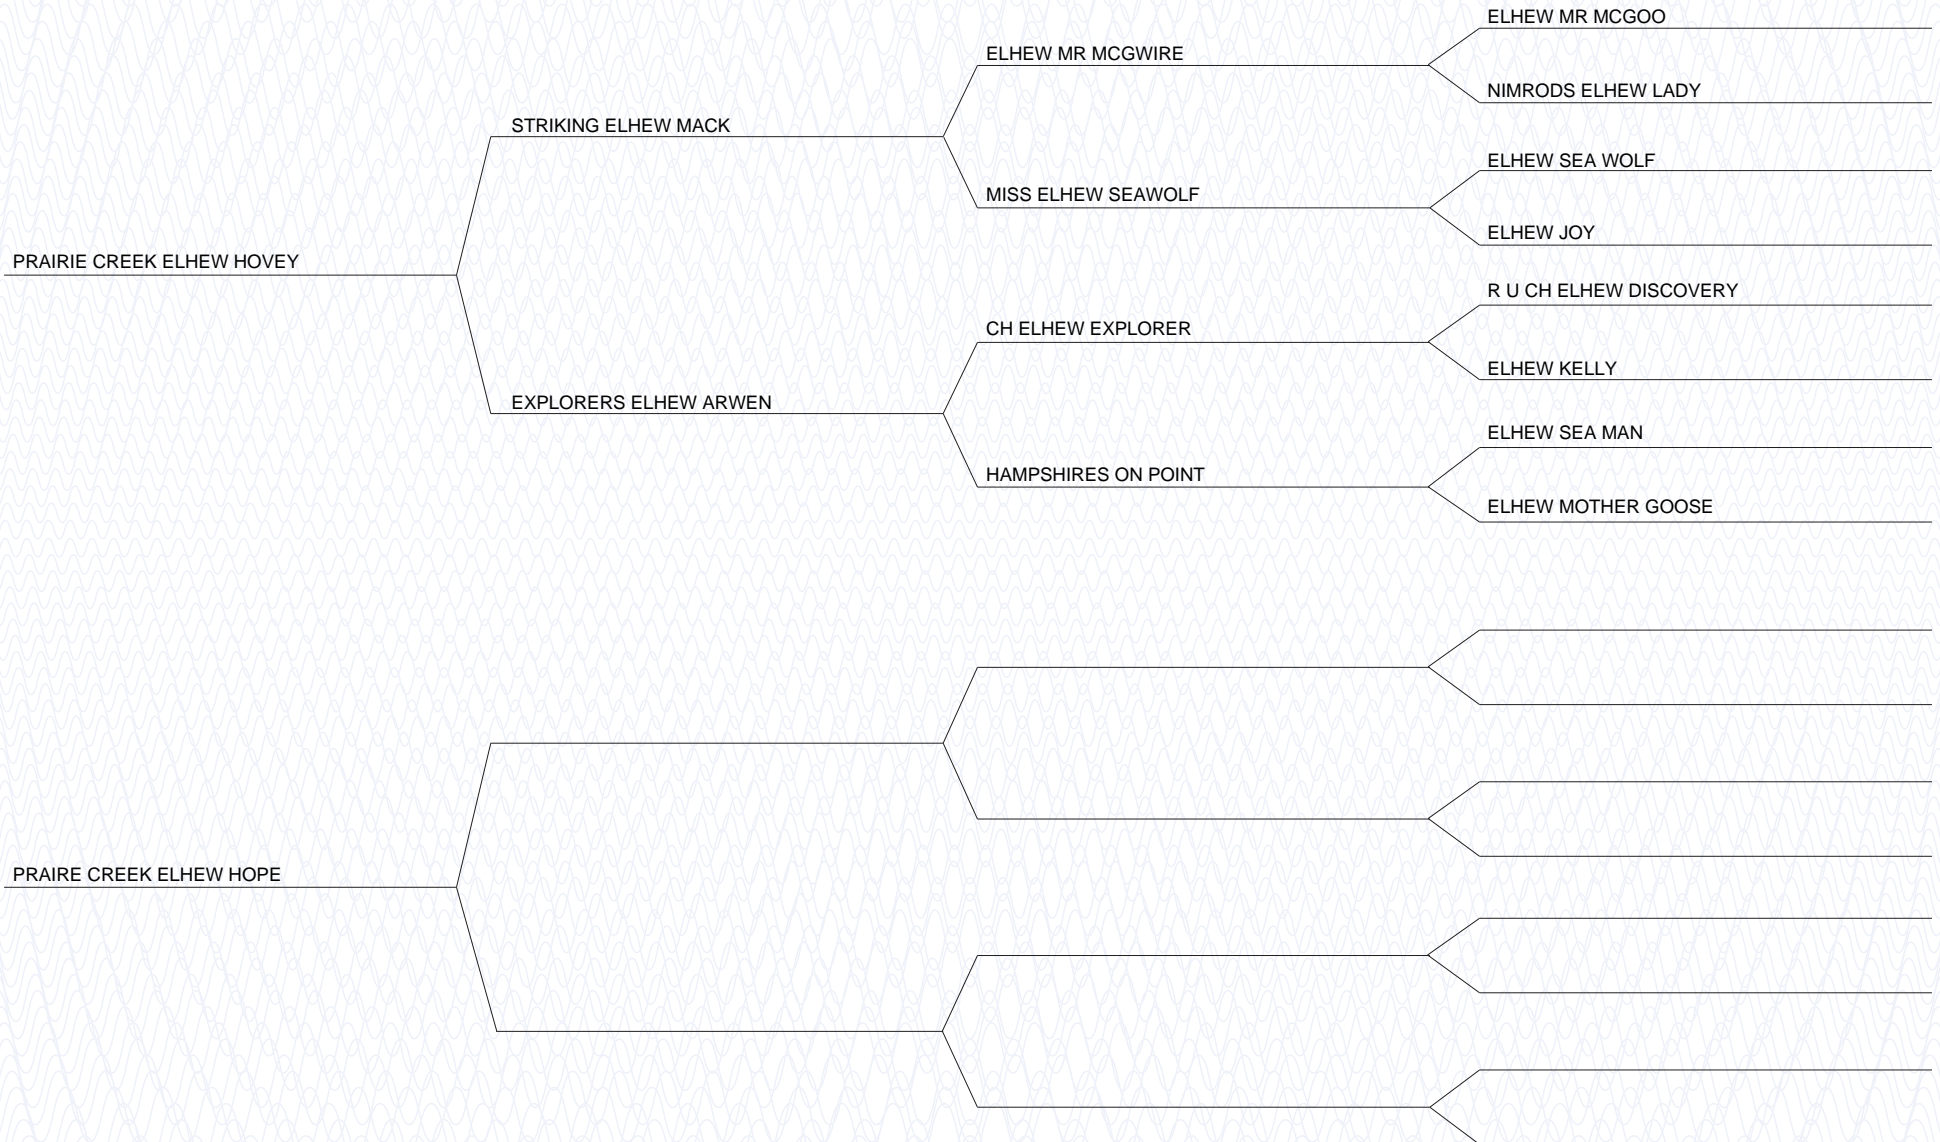 ELHEW MR MCGOO
ELHEW MR MCGWIRE
NIMRODS ELHEW LADY
STRIKING ELHEW MACK
ELHEW SEA WOLF
MISS ELHEW SEAWOLF
ELHEW JOY
PRAIRIE CREEK ELHEW HOVEY
R U CH ELHEW DISCOVERY
CH ELHEW EXPLORER
ELHEW KELLY
EXPLORERS ELHEW ARWEN
ELHEW SEA MAN
HAMPSHIRES ON POINT
ELHEW MOTHER GOOSE
PRAIRE CREEK ELHEW HOPE